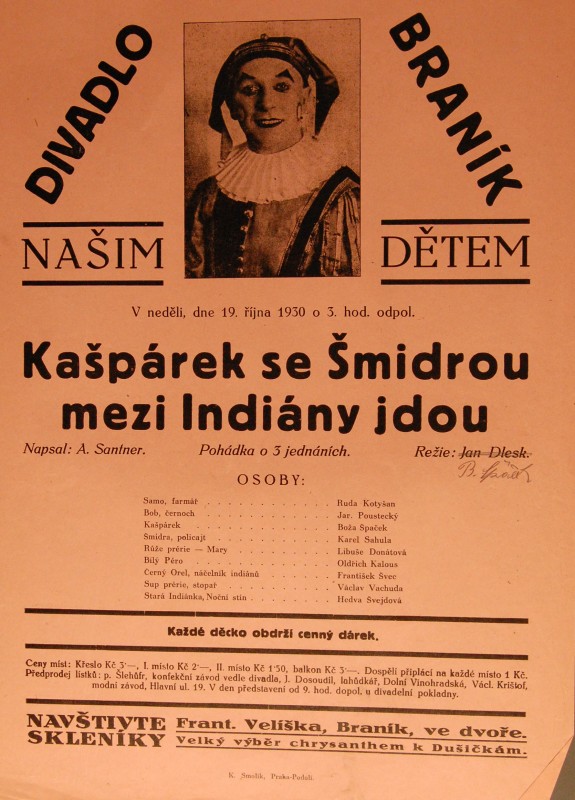 DIVADLO BRANÍK
NAŠIM DĚTEM
V neděli, dne 19. října 1930 o 3. hod. odpol.
Kašpárek se Šmidrou
mezi Indiány jdou
Napsal: A. Santner. Pohádka o 3 jednáních. Režie: Jan Dlesk.
B.
OSOBY:
Samo, farmář . . . . . . . . . . . . Ruda Kotyšan
Bob, černoch . . . . . . . . . . . . Jar. Poustecký
Kašpárek . . . . . . . . . . . . Boža Špaček
Šmidra, policajt . . . . . . . . . . . . Karel Sahula
Růže prérie — Mary . . . . . . . . . . Libuše Donátová
Bílý Péro . . . . . . . . . . . . Oldřich Kalous
Černý Orel, náčelník indiánů . . . . . . František Švec
Sup prérie, stopař . . . . . . . . . . Václav Vachuda
Stará Indiánka, Noční stín . . . . . . . . Hedva Švejdová
Každé děcko obdrží cenný dárek.
Ceny míst: Křeslo Kč 3·—, I. místo Kč 2·—, II. místo Kč 1·50, balkon Kč 3·—. Dospělí připlácí na každé místo 1 Kč.
Předprodej lístků: p. Šlehúfr, konfekční závod vedle divadla, J. Dosoudil, lahůdkář, Dolní Vinohradská, Václ. Krištof,
modní závod, Hlavní ul. 19. V den představení od 9. hod. dopol. u divadelní pokladny.
NAVŠTIVTE Frant. Velíška, Braník, ve dvoře.
SKLENÍKY Velký výběr chrysanthem k Dušičkám.
K. Smolík, Praha-Podolí.